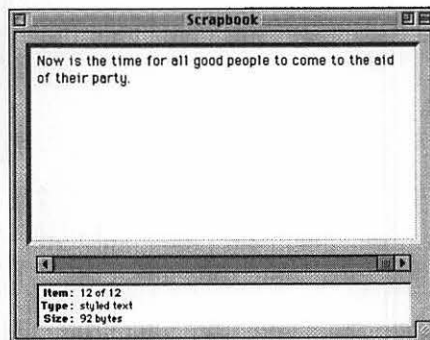 Scrapbook
Now is the time for all good people to come to the aid
of their party.
Item: 12 of 12
Type: styled text
Size: 92 bytes